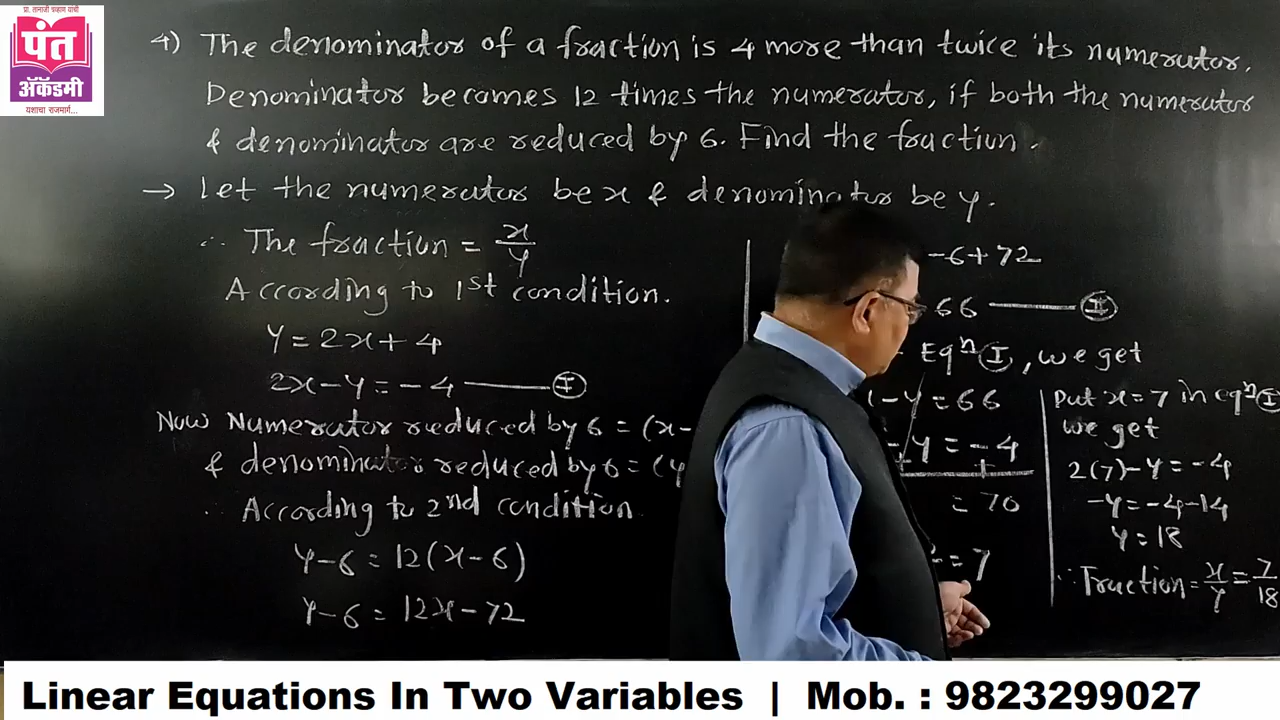 प्रा. तानाजी चव्हाण यांची
पंत
अ‍ॅकॅडमी
यशाचा राजमार्ग...
4) The denominator of a fraction is 4 more than twice its numerator.
Denominator becomes 12 times the numerator, if both the numerator
& denominator are reduced by 6. Find the fraction.
→ Let the numerator be x & denominator be y.
∴ The fraction = x/y
According to 1st condition.
y = 2x + 4
2x - y = -4 —— I
Now Numerator reduced by 6 = (x-
& denominator reduced by 6 = (y
∴ According to 2nd condition
y - 6 = 12(x - 6)
y - 6 = 12x - 72
-6 + 72
66 —— II
Eqⁿ I, we get
- y = 66
y = -4
+
= 70
= 7
Put x = 7 in eqⁿ I
we get
2(7) - y = -4
-y = -4-14
y = 18
∴ Fraction = x/y = 7/18
Linear Equations In Two Variables | Mob. : 9823299027